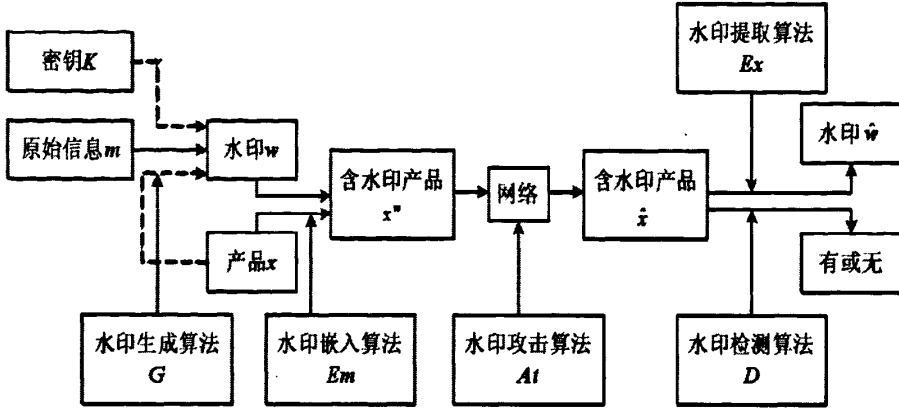 水印提取算法
Ex
密钥K
原始信息m
水印w
水印ŵ
含水印产品
x^w
网络
含水印产品
x̂
产品x
有或无
水印生成算法
G
水印嵌入算法
Em
水印攻击算法
At
水印检测算法
D